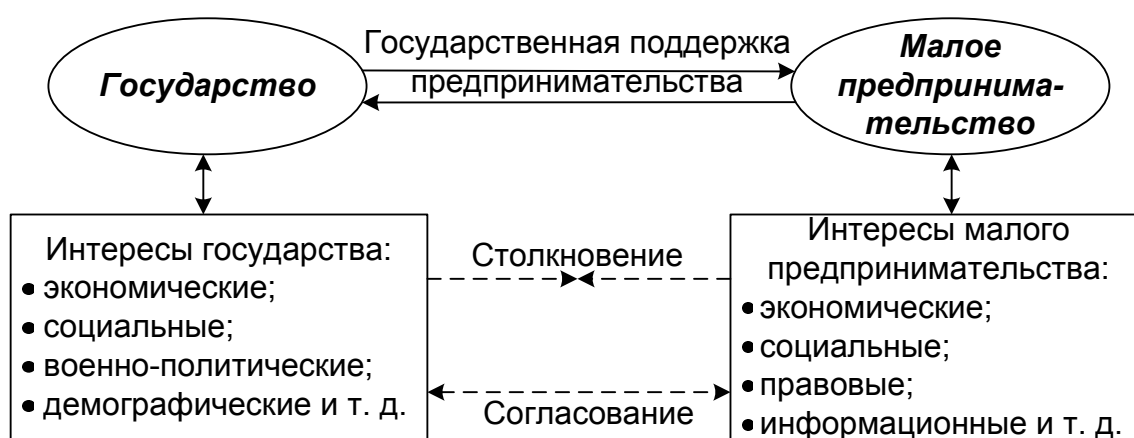 Государство
Государственная поддержка
предпринимательства
Малое
предпринима-
тельство
Интересы государства:
• экономические;
• социальные;
• военно-политические;
• демографические и т. д.
Столкновение
Согласование
Интересы малого
предпринимательства:
• экономические;
• социальные;
• правовые;
• информационные и т. д.